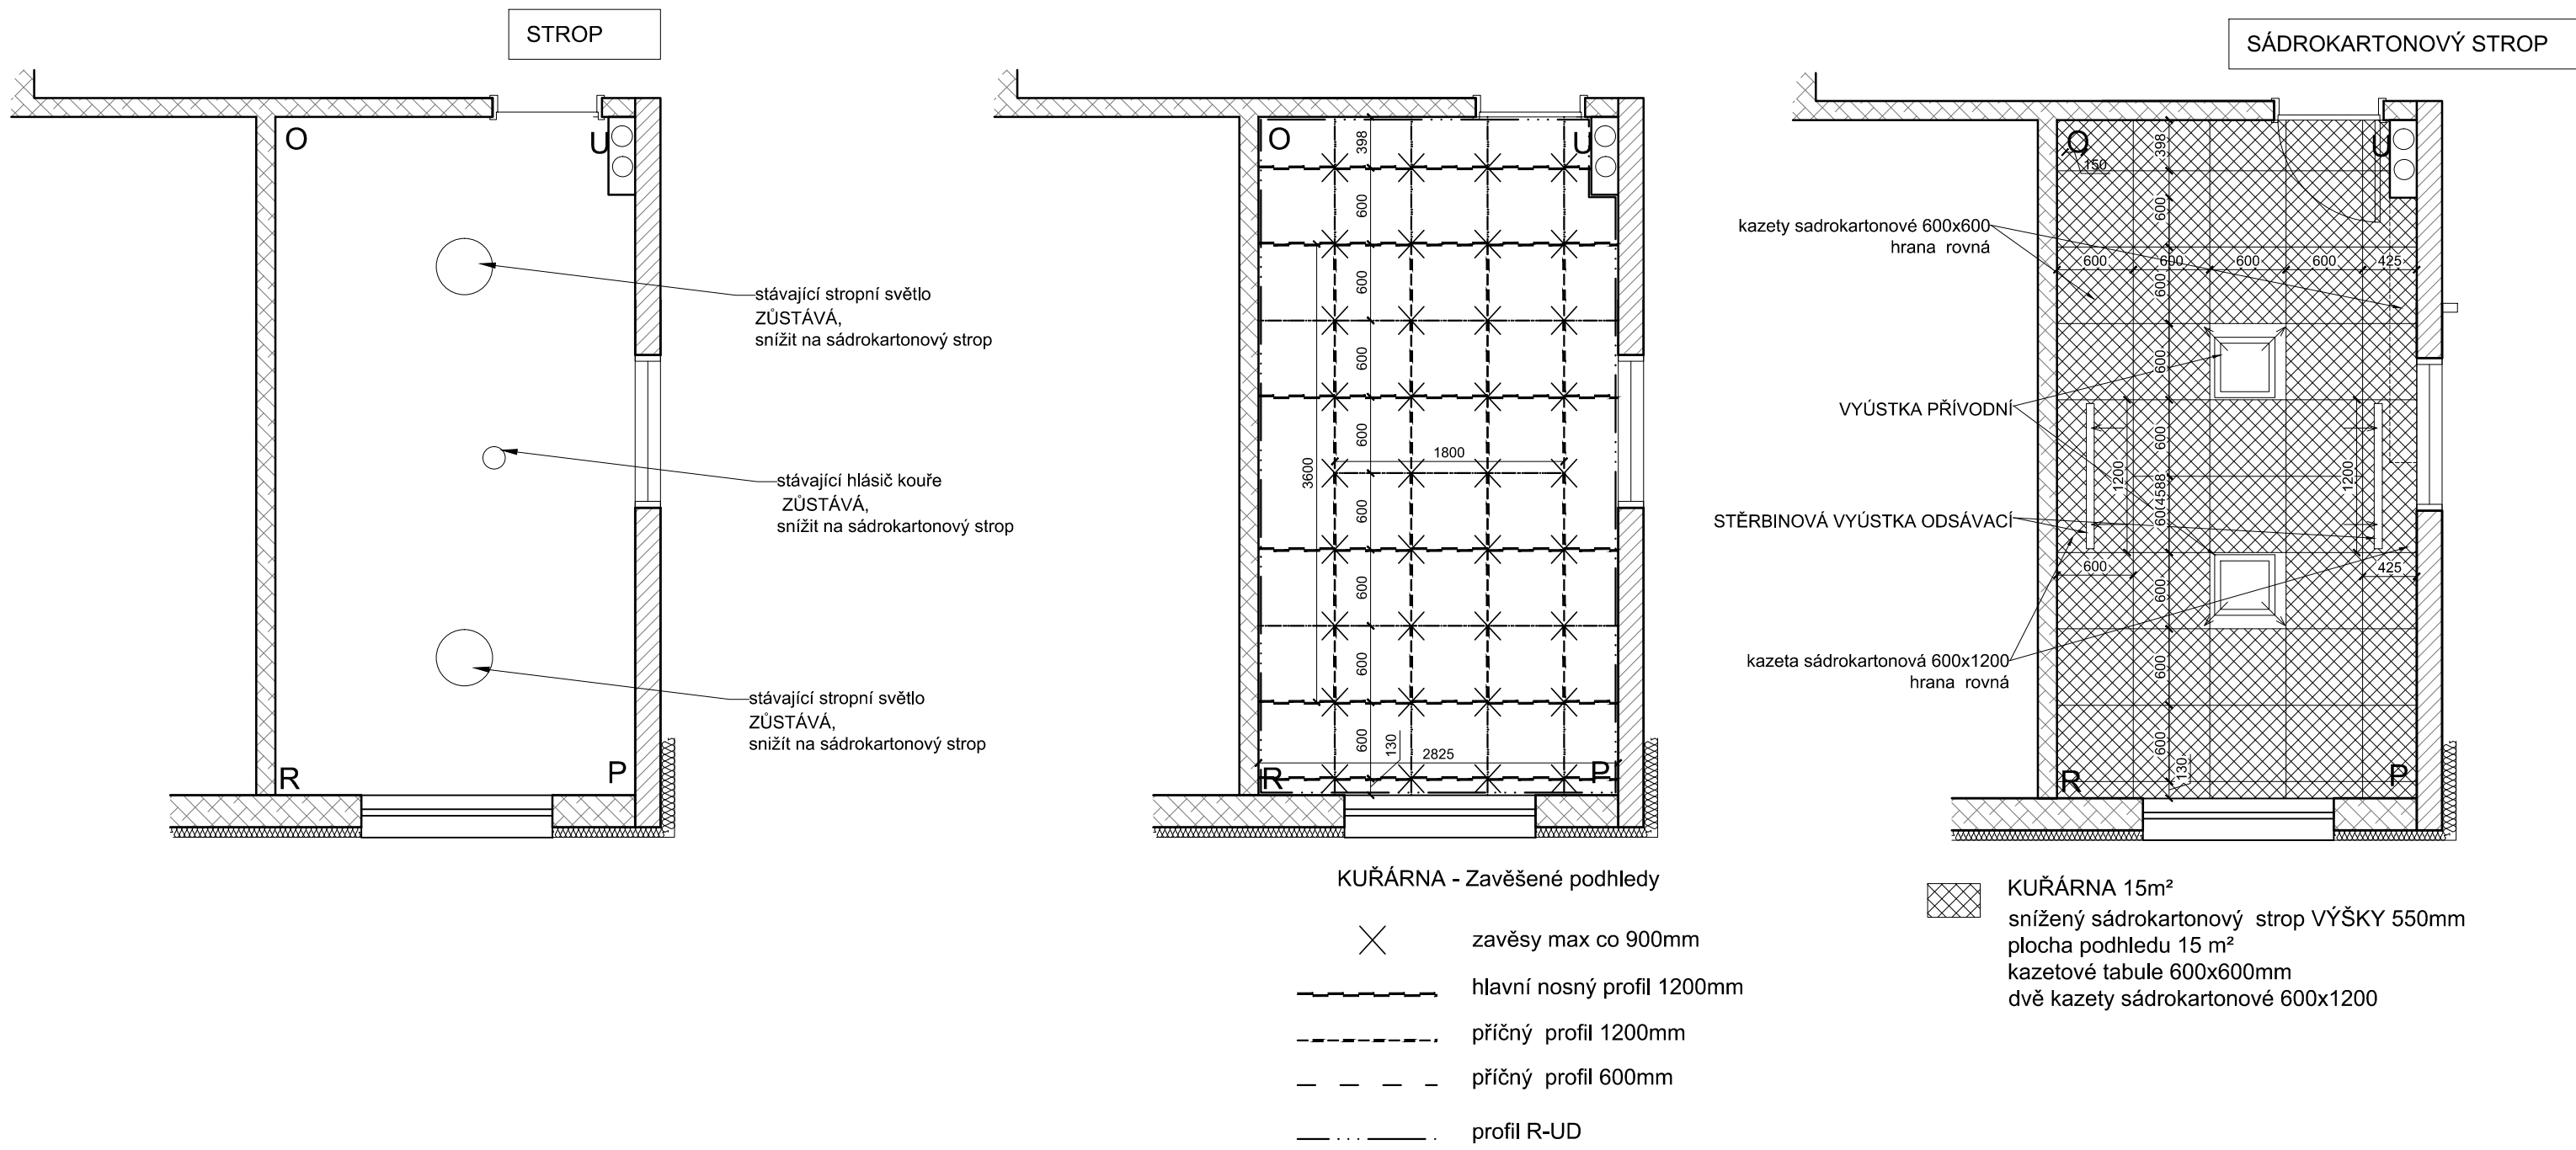 STROP
O
U
stávající stropní světlo
ZŮSTÁVÁ,
snížit na sádrokartonový strop
stávající hlásič kouře
ZŮSTÁVÁ,
snížit na sádrokartonový strop
stávající stropní světlo
ZŮSTÁVÁ,
snižít na sádrokartonový strop
R
P
O
U
398
600
600
600
600
600
600
600
600
3600
1800
130
2825
R
P
KUŘÁRNA - Zavěšené podhledy
zavěsy max co 900mm
hlavní nosný profil 1200mm
příčný profil 1200mm
příčný profil 600mm
profil R-UD
SÁDROKARTONOVÝ STROP
O
U
150
398
600
kazety sadrokartonové 600x600
hrana rovná
600
600
600
600
425
600
600
VYÚSTKA PŘÍVODNÍ
600
1200
1200
4588
600
STĚRBINOVÁ VYÚSTKA ODSÁVACÍ
600
425
600
kazeta sádrokartonová 600x1200
hrana rovná
600
600
130
R
P
KUŘÁRNA 15m²
snížený sádrokartonový strop VÝŠKY 550mm
plocha podhledu 15 m²
kazetové tabule 600x600mm
dvě kazety sádrokartonové 600x1200